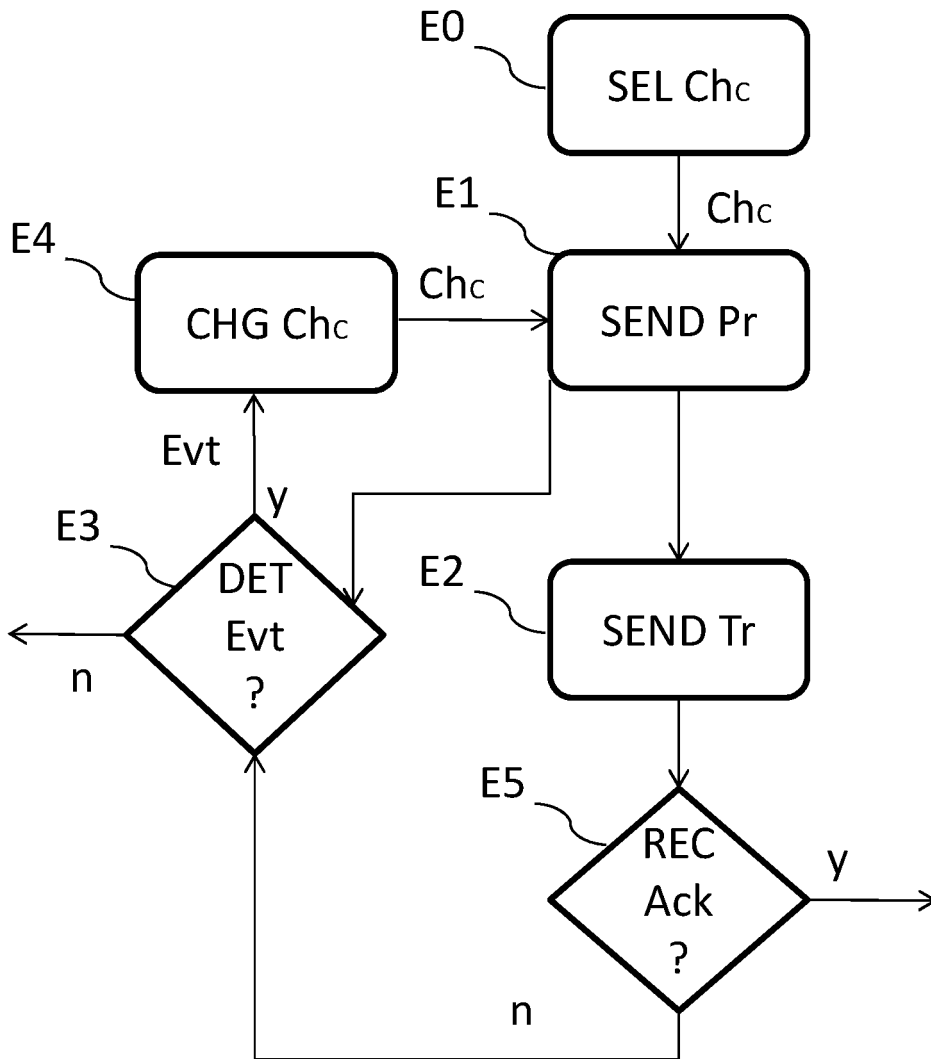 E0
SEL Chc
E1
Chc
E4
Chc
CHG Chc
SEND Pr
Evt
y
E3
DET
Evt
?
n
E2
SEND Tr
E5
REC
Ack
?
y
n